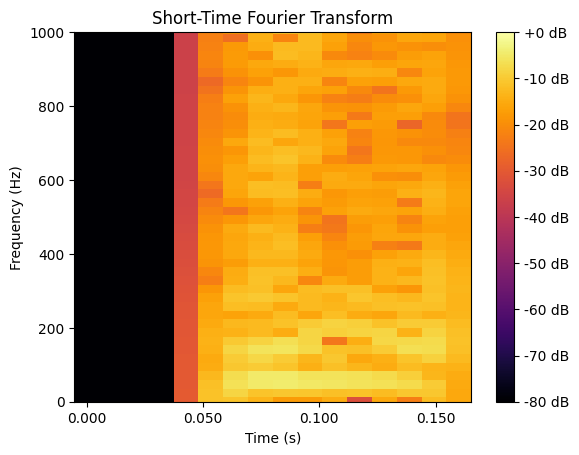 Short-Time Fourier Transform
1000
800
600
400
200
0
Frequency (Hz)
0.000
0.050
0.100
0.150
Time (s)
+0 dB
-10 dB
-20 dB
-30 dB
-40 dB
-50 dB
-60 dB
-70 dB
-80 dB